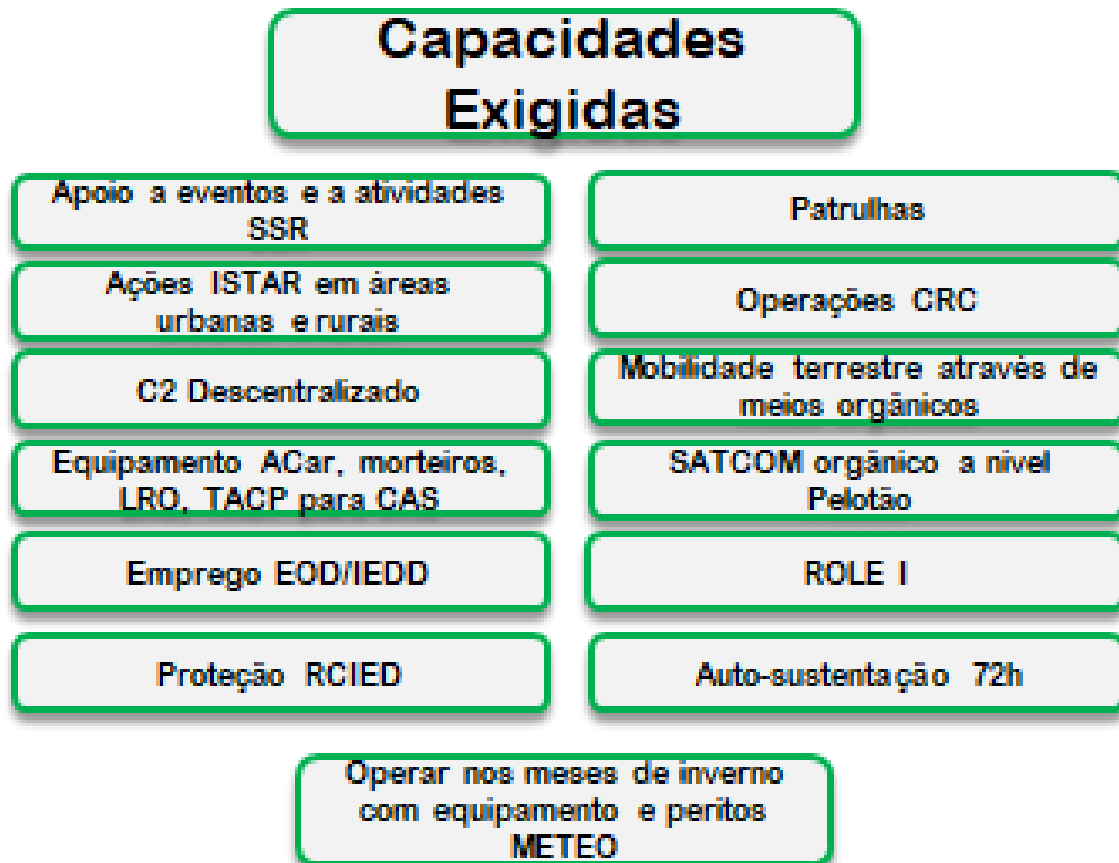 Capacidades
Exigidas
Apoio a eventos e a atividades
SSR
Patrulhas
Ações ISTAR em áreas
urbanas e rurais
Operações CRC
C2 Descentralizado
Mobilidade terrestre através de
meios orgânicos
Equipamento ACar, morteiros,
LRO, TACP para CAS
SATCOM orgânico a nível
Pelotão
Emprego EOD/IEDD
ROLE I
Proteção RCIED
Auto-sustentação 72h
Operar nos meses de inverno
com equipamento e peritos
METEO